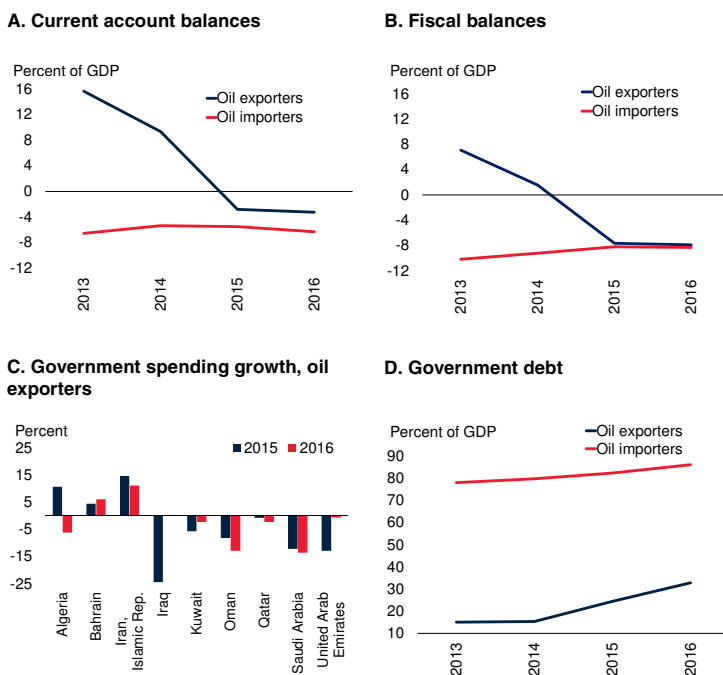 A. Current account balances
Percent of GDP
16
12
8
4
0
-4
-8
-12
Oil exporters
Oil importers
2013
2014
2015
2016
B. Fiscal balances
Percent of GDP
16
12
8
4
0
-4
-8
-12
Oil exporters
Oil importers
2013
2014
2015
2016
C. Government spending growth, oil
exporters
Percent
25
15
5
-5
-15
-25
2015
2016
Algeria
Bahrain
Iran,
Islamic Rep.
Iraq
Kuwait
Oman
Qatar
Saudi Arabia
United Arab
Emirates
D. Government debt
Percent of GDP
90
80
70
60
50
40
30
20
10
Oil exporters
Oil importers
2013
2014
2015
2016